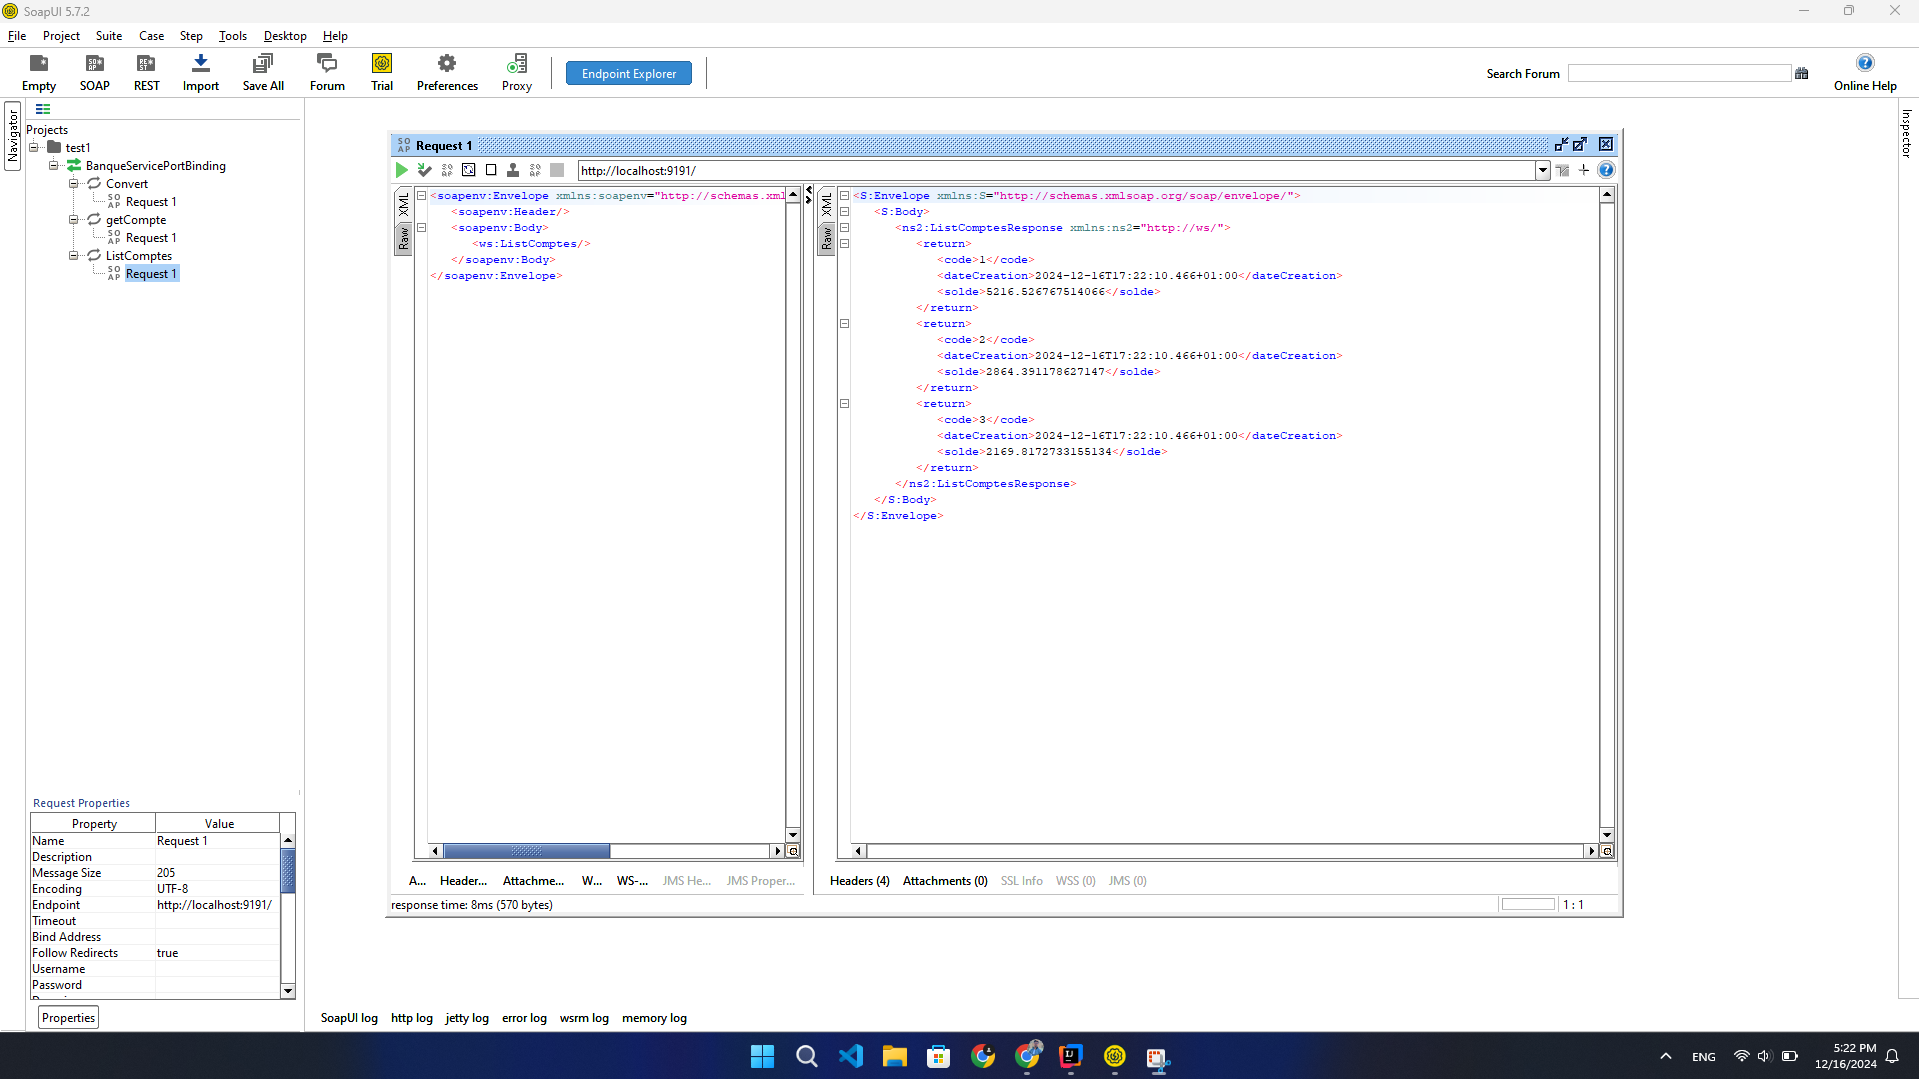 SoapUI 5.7.2
File Project Suite Case Step Tools Desktop Help
Empty SOAP REST Import Save All Forum Trial Preferences Proxy Endpoint Explorer Search Forum Online Help
Navigator
Inspector
Projects
test1
BanqueServicePortBinding
Convert
Request 1
getCompte
Request 1
ListComptes
Request 1
Request 1
http://localhost:9191/
XML
Raw
<soapenv:Envelope xmlns:soapenv="http://schemas.xml
<soapenv:Header/>
<soapenv:Body>
<ws:ListComptes/>
</soapenv:Body>
</soapenv:Envelope>
XML
Raw
<S:Envelope xmlns:S="http://schemas.xmlsoap.org/soap/envelope/">
<S:Body>
<ns2:ListComptesResponse xmlns:ns2="http://ws/">
<return>
<code>1</code>
<dateCreation>2024-12-16T17:22:10.466+01:00</dateCreation>
<solde>5216.526767514066</solde>
</return>
<return>
<code>2</code>
<dateCreation>2024-12-16T17:22:10.466+01:00</dateCreation>
<solde>2864.391178627147</solde>
</return>
<return>
<code>3</code>
<dateCreation>2024-12-16T17:22:10.466+01:00</dateCreation>
<solde>2169.8172733155134</solde>
</return>
</ns2:ListComptesResponse>
</S:Body>
</S:Envelope>
A... Header... Attachme... W... WS-... JMS He... JMS Proper...
Headers (4) Attachments (0) SSL Info WSS (0) JMS (0)
response time: 8ms (570 bytes)
1 : 1
Request Properties
Property Value
Name Request 1
Description
Message Size 205
Encoding UTF-8
Endpoint http://localhost:9191/
Timeout
Bind Address
Follow Redirects true
Username
Password
Properties
SoapUI log http log jetty log error log wsrm log memory log
ENG
5:22 PM
12/16/2024